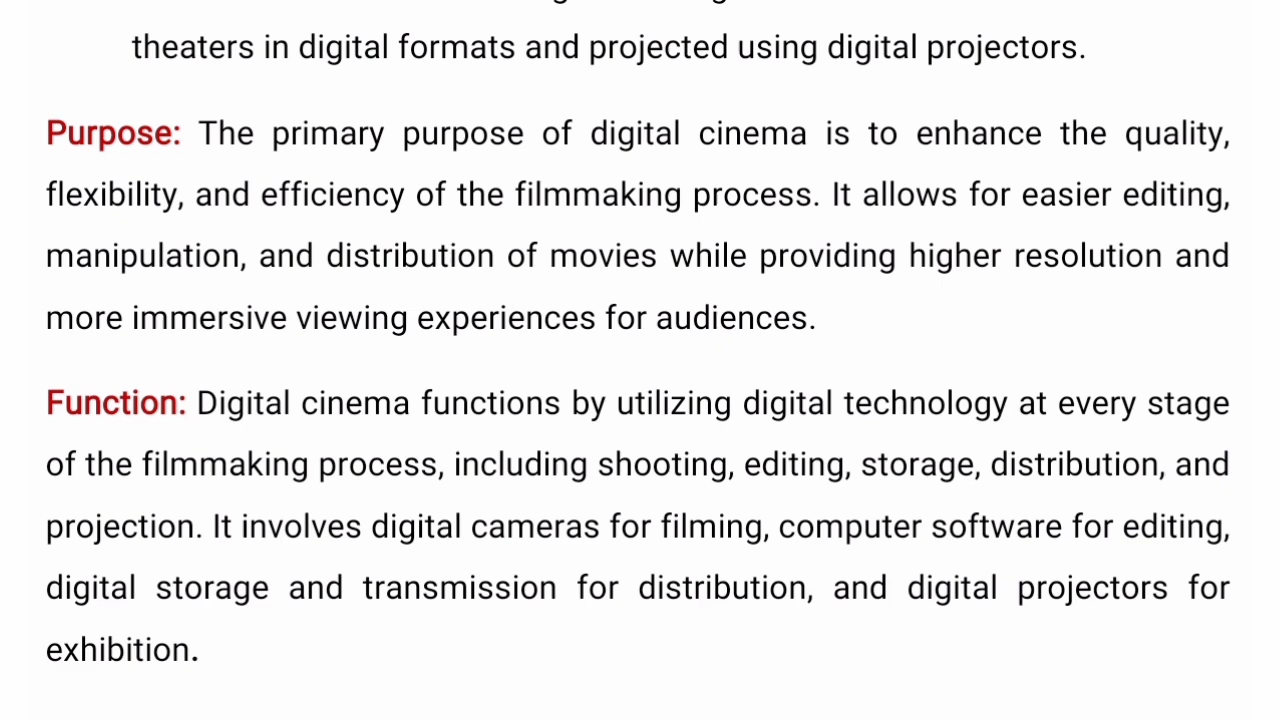 theaters in digital formats and projected using digital projectors.
Purpose: The primary purpose of digital cinema is to enhance the quality,
flexibility, and efficiency of the filmmaking process. It allows for easier editing,
manipulation, and distribution of movies while providing higher resolution and
more immersive viewing experiences for audiences.
Function: Digital cinema functions by utilizing digital technology at every stage
of the filmmaking process, including shooting, editing, storage, distribution, and
projection. It involves digital cameras for filming, computer software for editing,
digital storage and transmission for distribution, and digital projectors for
exhibition.